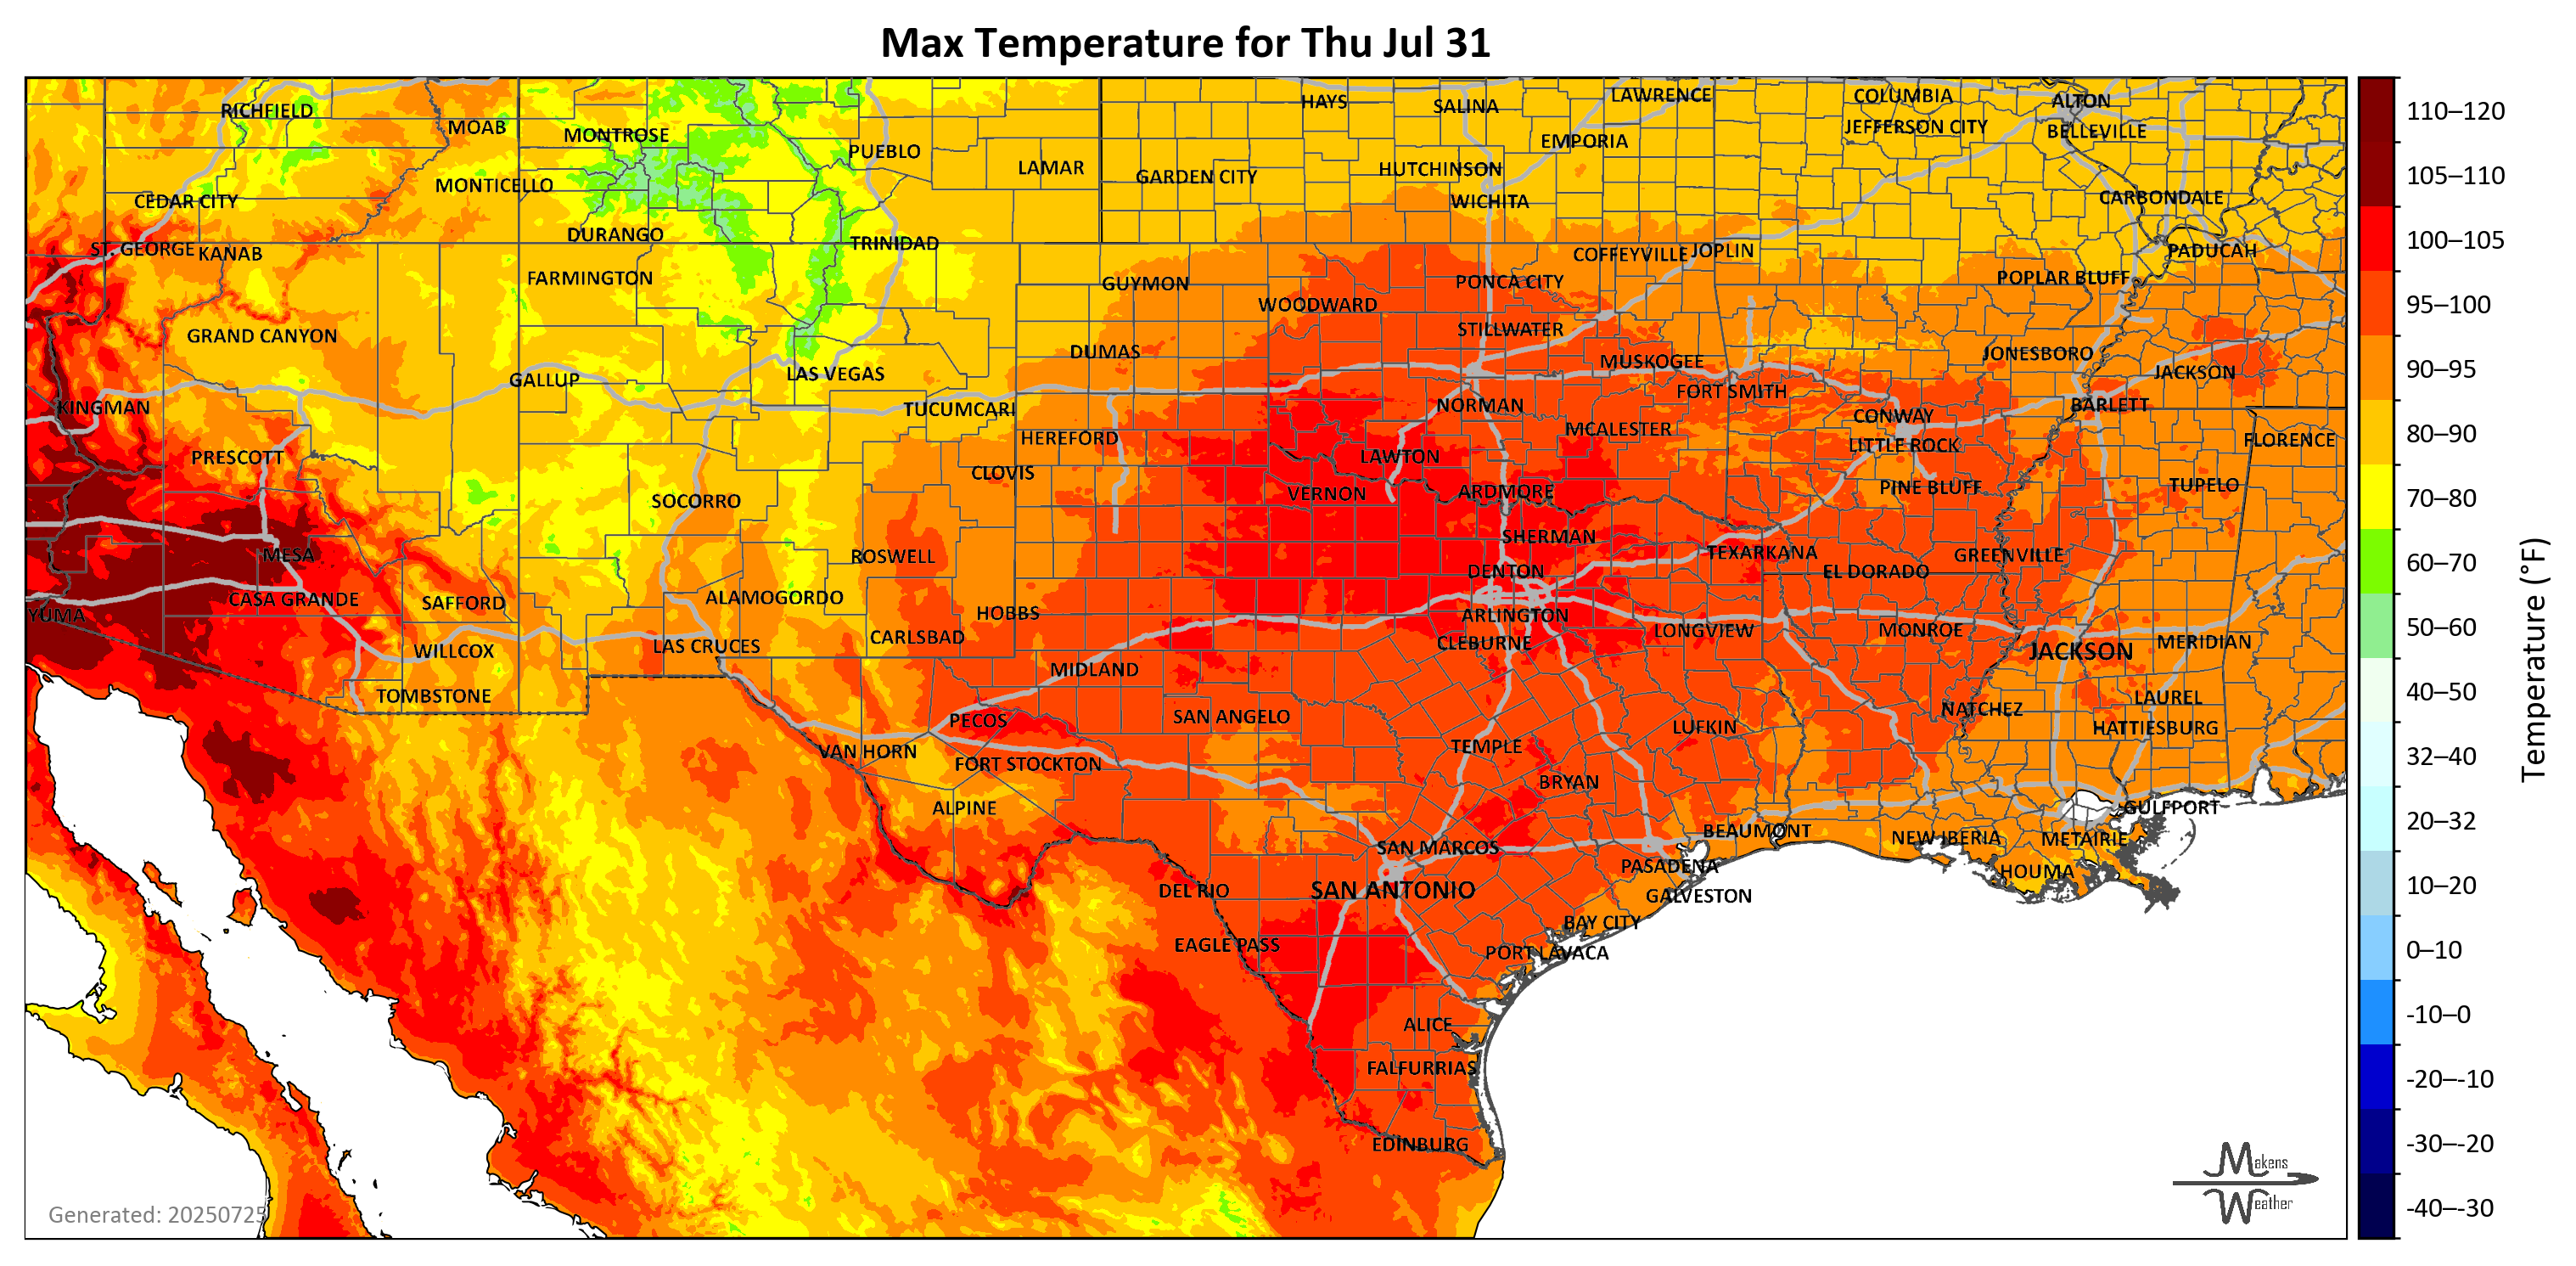 Max Temperature for Thu Jul 31
RICHFIELD
MOAB
MONTROSE
PUEBLO
LAMAR
HAYS
SALINA
LAWRENCE
COLUMBIA
ALTON
GARDEN CITY
HUTCHINSON
EMPORIA
JEFFERSON CITY
BELLEVILLE
CEDAR CITY
MONTICELLO
WICHITA
CARBONDALE
ST. GEORGE
KANAB
DURANGO
TRINIDAD
COFFEYVILLE
JOPLIN
PADUCAH
FARMINGTON
GUYMON
WOODWARD
PONCA CITY
POPLAR BLUFF
GRAND CANYON
DUMAS
STILLWATER
MUSKOGEE
JONESBORO
JACKSON
GALLUP
LAS VEGAS
FORT SMITH
KINGMAN
TUCUMCARI
NORMAN
CONWAY
BARLETT
HEREFORD
MCALESTER
LITTLE ROCK
FLORENCE
PRESCOTT
CLOVIS
LAWTON
SOCORRO
VERNON
ARDMORE
PINE BLUFF
TUPELO
MESA
ROSWELL
SHERMAN
TEXARKANA
GREENVILLE
DENTON
EL DORADO
YUMA
CASA GRANDE
SAFFORD
ALAMOGORDO
HOBBS
ARLINGTON
WILLCOX
LAS CRUCES
CARLSBAD
CLEBURNE
LONGVIEW
MONROE
JACKSON
MERIDIAN
MIDLAND
TOMBSTONE
PECOS
SAN ANGELO
LUFKIN
NATCHEZ
LAUREL
HATTIESBURG
VAN HORN
FORT STOCKTON
TEMPLE
BRYAN
ALPINE
GULFPORT
BEAUMONT
NEW IBERIA
METAIRIE
SAN MARCOS
PASADENA
HOUMA
DEL RIO
SAN ANTONIO
GALVESTON
BAY CITY
EAGLE PASS
PORT LAVACA
ALICE
FALFURRIAS
EDINBURG
Generated: 20250725
Makens
Weather
110–120
105–110
100–105
95–100
90–95
80–90
70–80
60–70
50–60
40–50
32–40
20–32
10–20
0–10
-10–0
-20–-10
-30–-20
-40–-30
Temperature (°F)